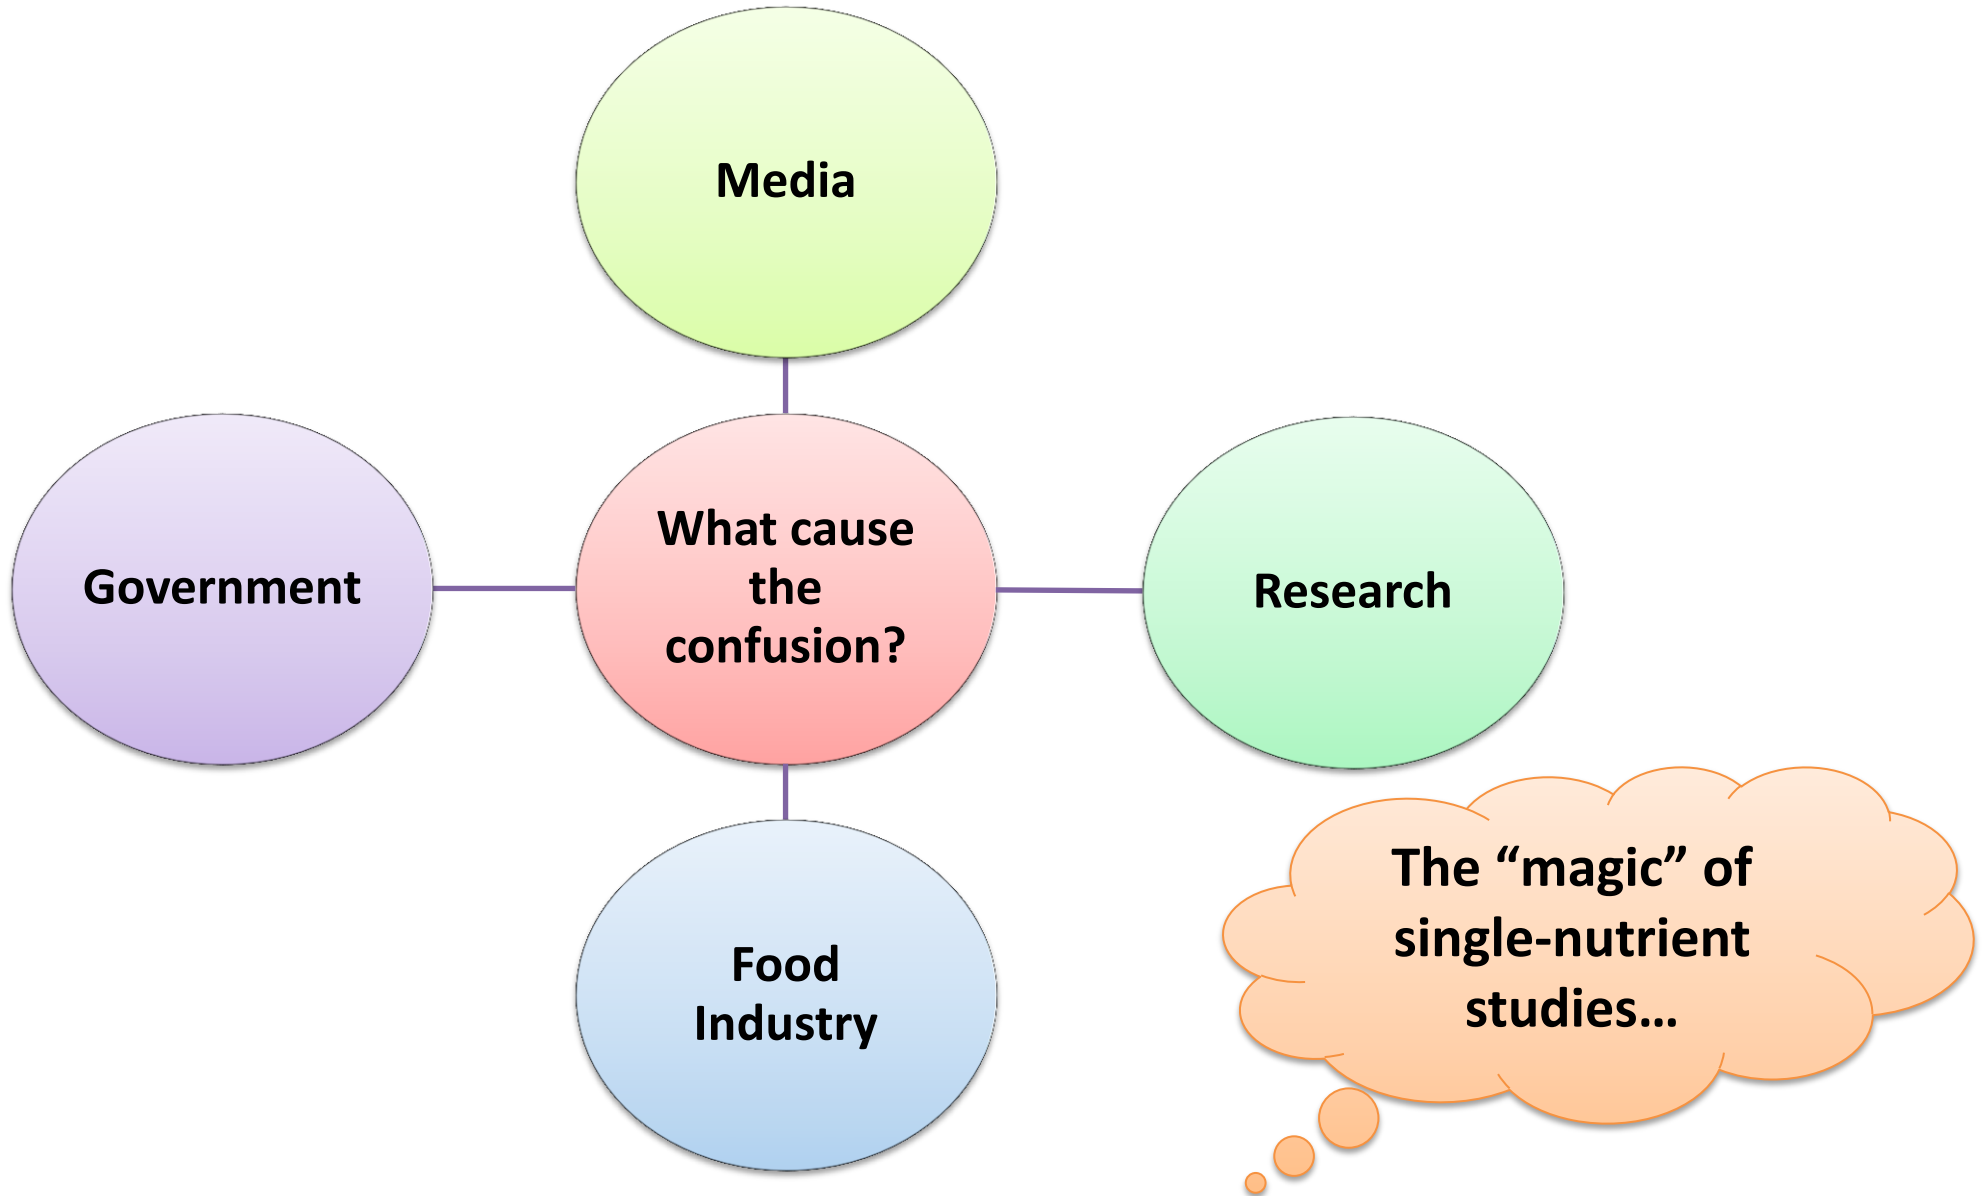 Media
Government
What cause
the
confusion?
Research
Food
Industry
The “magic” of
single-nutrient
studies...